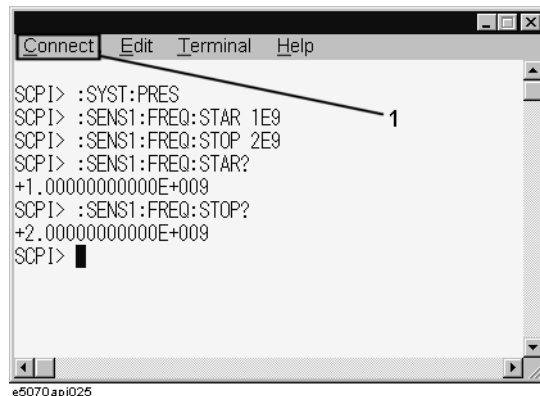 Connect Edit Terminal Help
SCPI> :SYST:PRES
SCPI> :SENS1:FREQ:STAR 1E9
1
SCPI> :SENS1:FREQ:STOP 2E9
SCPI> :SENS1:FREQ:STAR?
+1.00000000000E+009
SCPI> :SENS1:FREQ:STOP?
+2.00000000000E+009
SCPI>
e5070apj025